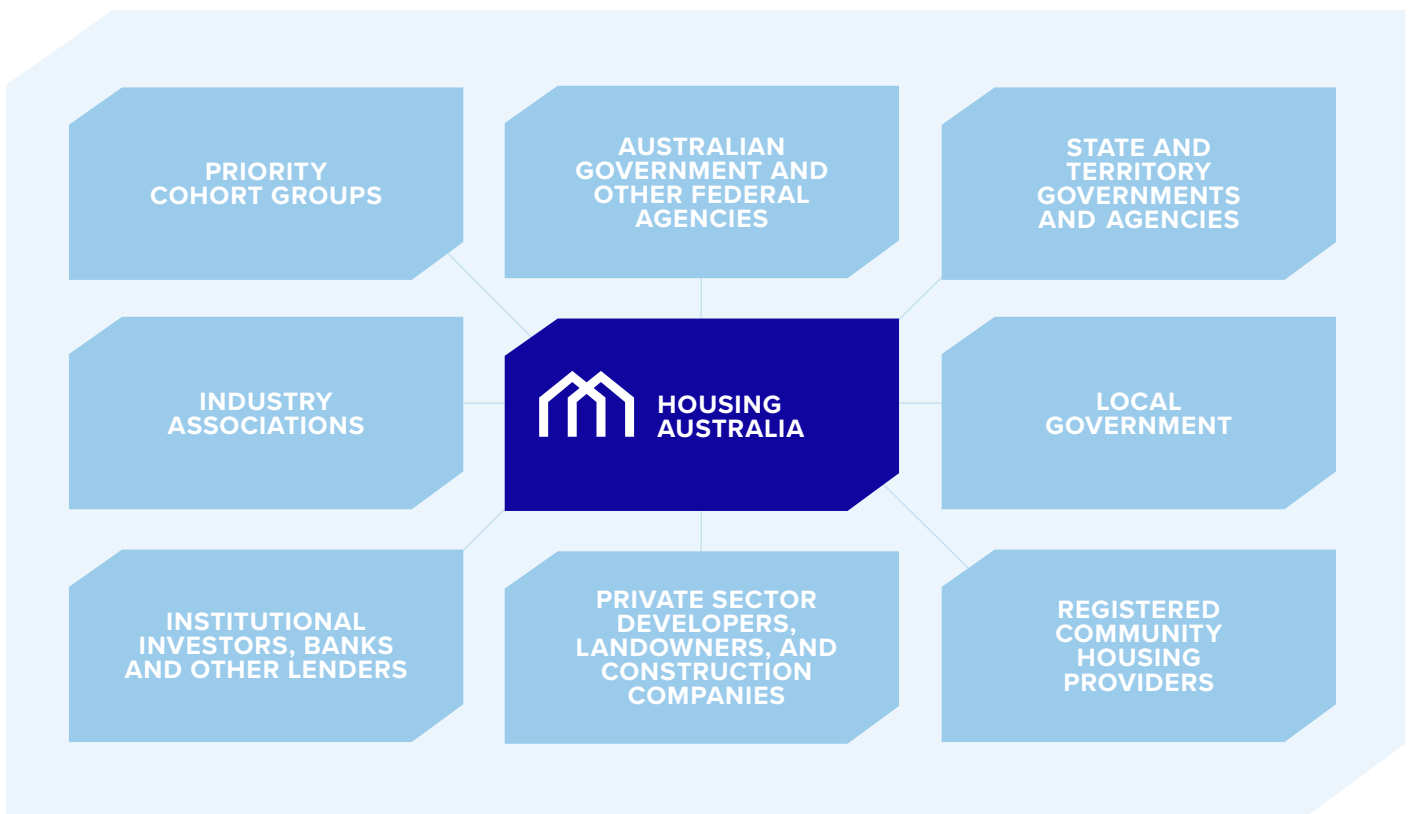 PRIORITY
COHORT GROUPS
AUSTRALIAN
GOVERNMENT AND
OTHER FEDERAL
AGENCIES
STATE AND
TERRITORY
GOVERNMENTS
AND AGENCIES
INDUSTRY
ASSOCIATIONS
HOUSING
AUSTRALIA
LOCAL
GOVERNMENT
INSTITUTIONAL
INVESTORS, BANKS
AND OTHER LENDERS
PRIVATE SECTOR
DEVELOPERS,
LANDOWNERS, AND
CONSTRUCTION
COMPANIES
REGISTERED
COMMUNITY
HOUSING
PROVIDERS